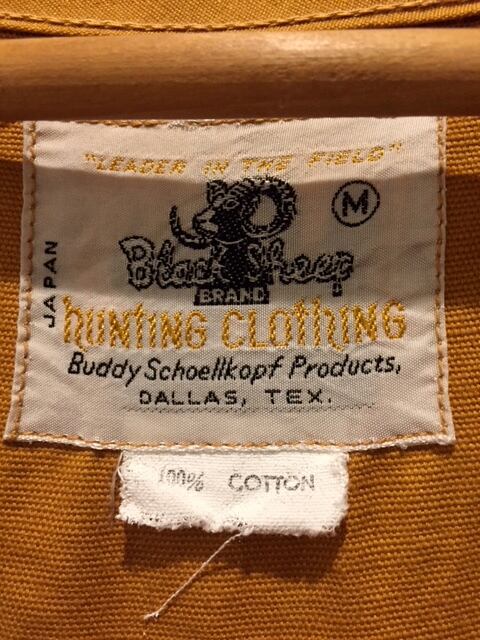 "LEADER IN THE FIELD"
M
Black Sheep
BRAND
JAPAN
HUNTING CLOTHING
Buddy Schoellkopf Products,
DALLAS, TEX.
100% COTTON